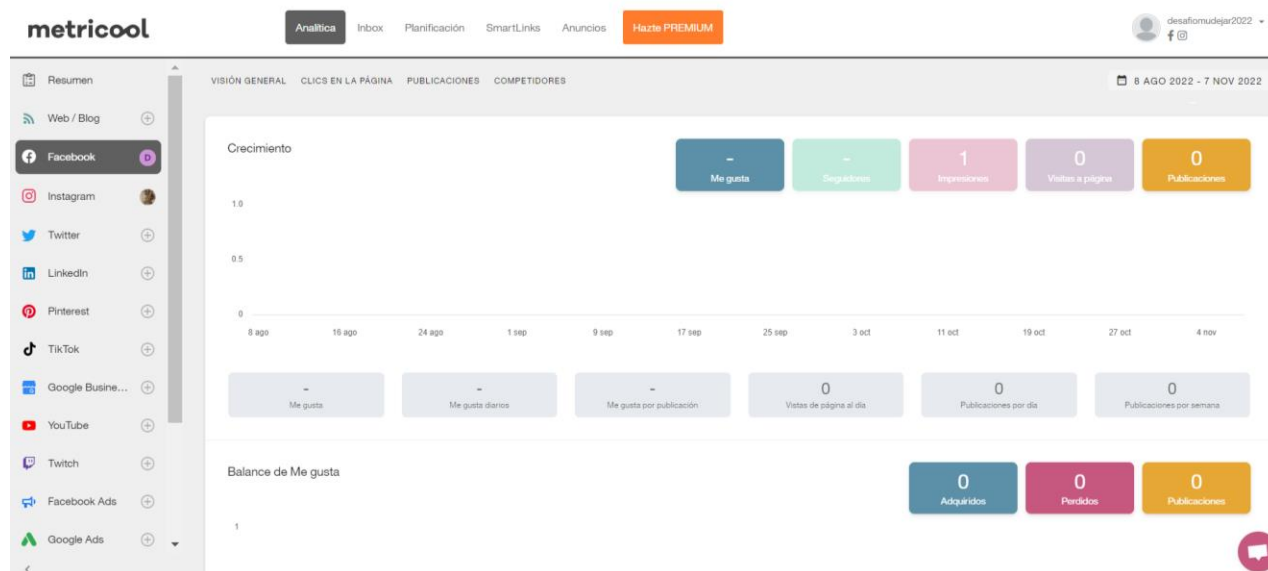 metricool
Analítica Inbox Planificación SmartLinks Anuncios Hazte PREMIUM
desafiomudejar2022
Resumen
Web / Blog
Facebook D
Instagram
Twitter
LinkedIn
Pinterest
TikTok
Google Busine...
YouTube
Twitch
Facebook Ads
Google Ads
VISIÓN GENERAL CLICS EN LA PÁGINA PUBLICACIONES COMPETIDORES
8 AGO 2022 - 7 NOV 2022
Crecimiento
- - 1 0 0
Me gusta Seguidores Impresiones Visitas a página Publicaciones
1.0
0.5
0
8 ago 16 ago 24 ago 1 sep 9 sep 17 sep 25 sep 3 oct 11 oct 19 oct 27 oct 4 nov
- - - 0 0 0
Me gusta Me gusta diarios Me gusta por publicación Vistas de página al día Publicaciones por día Publicaciones por semana
Balance de Me gusta
0 0 0
Adquiridos Perdidos Publicaciones
1